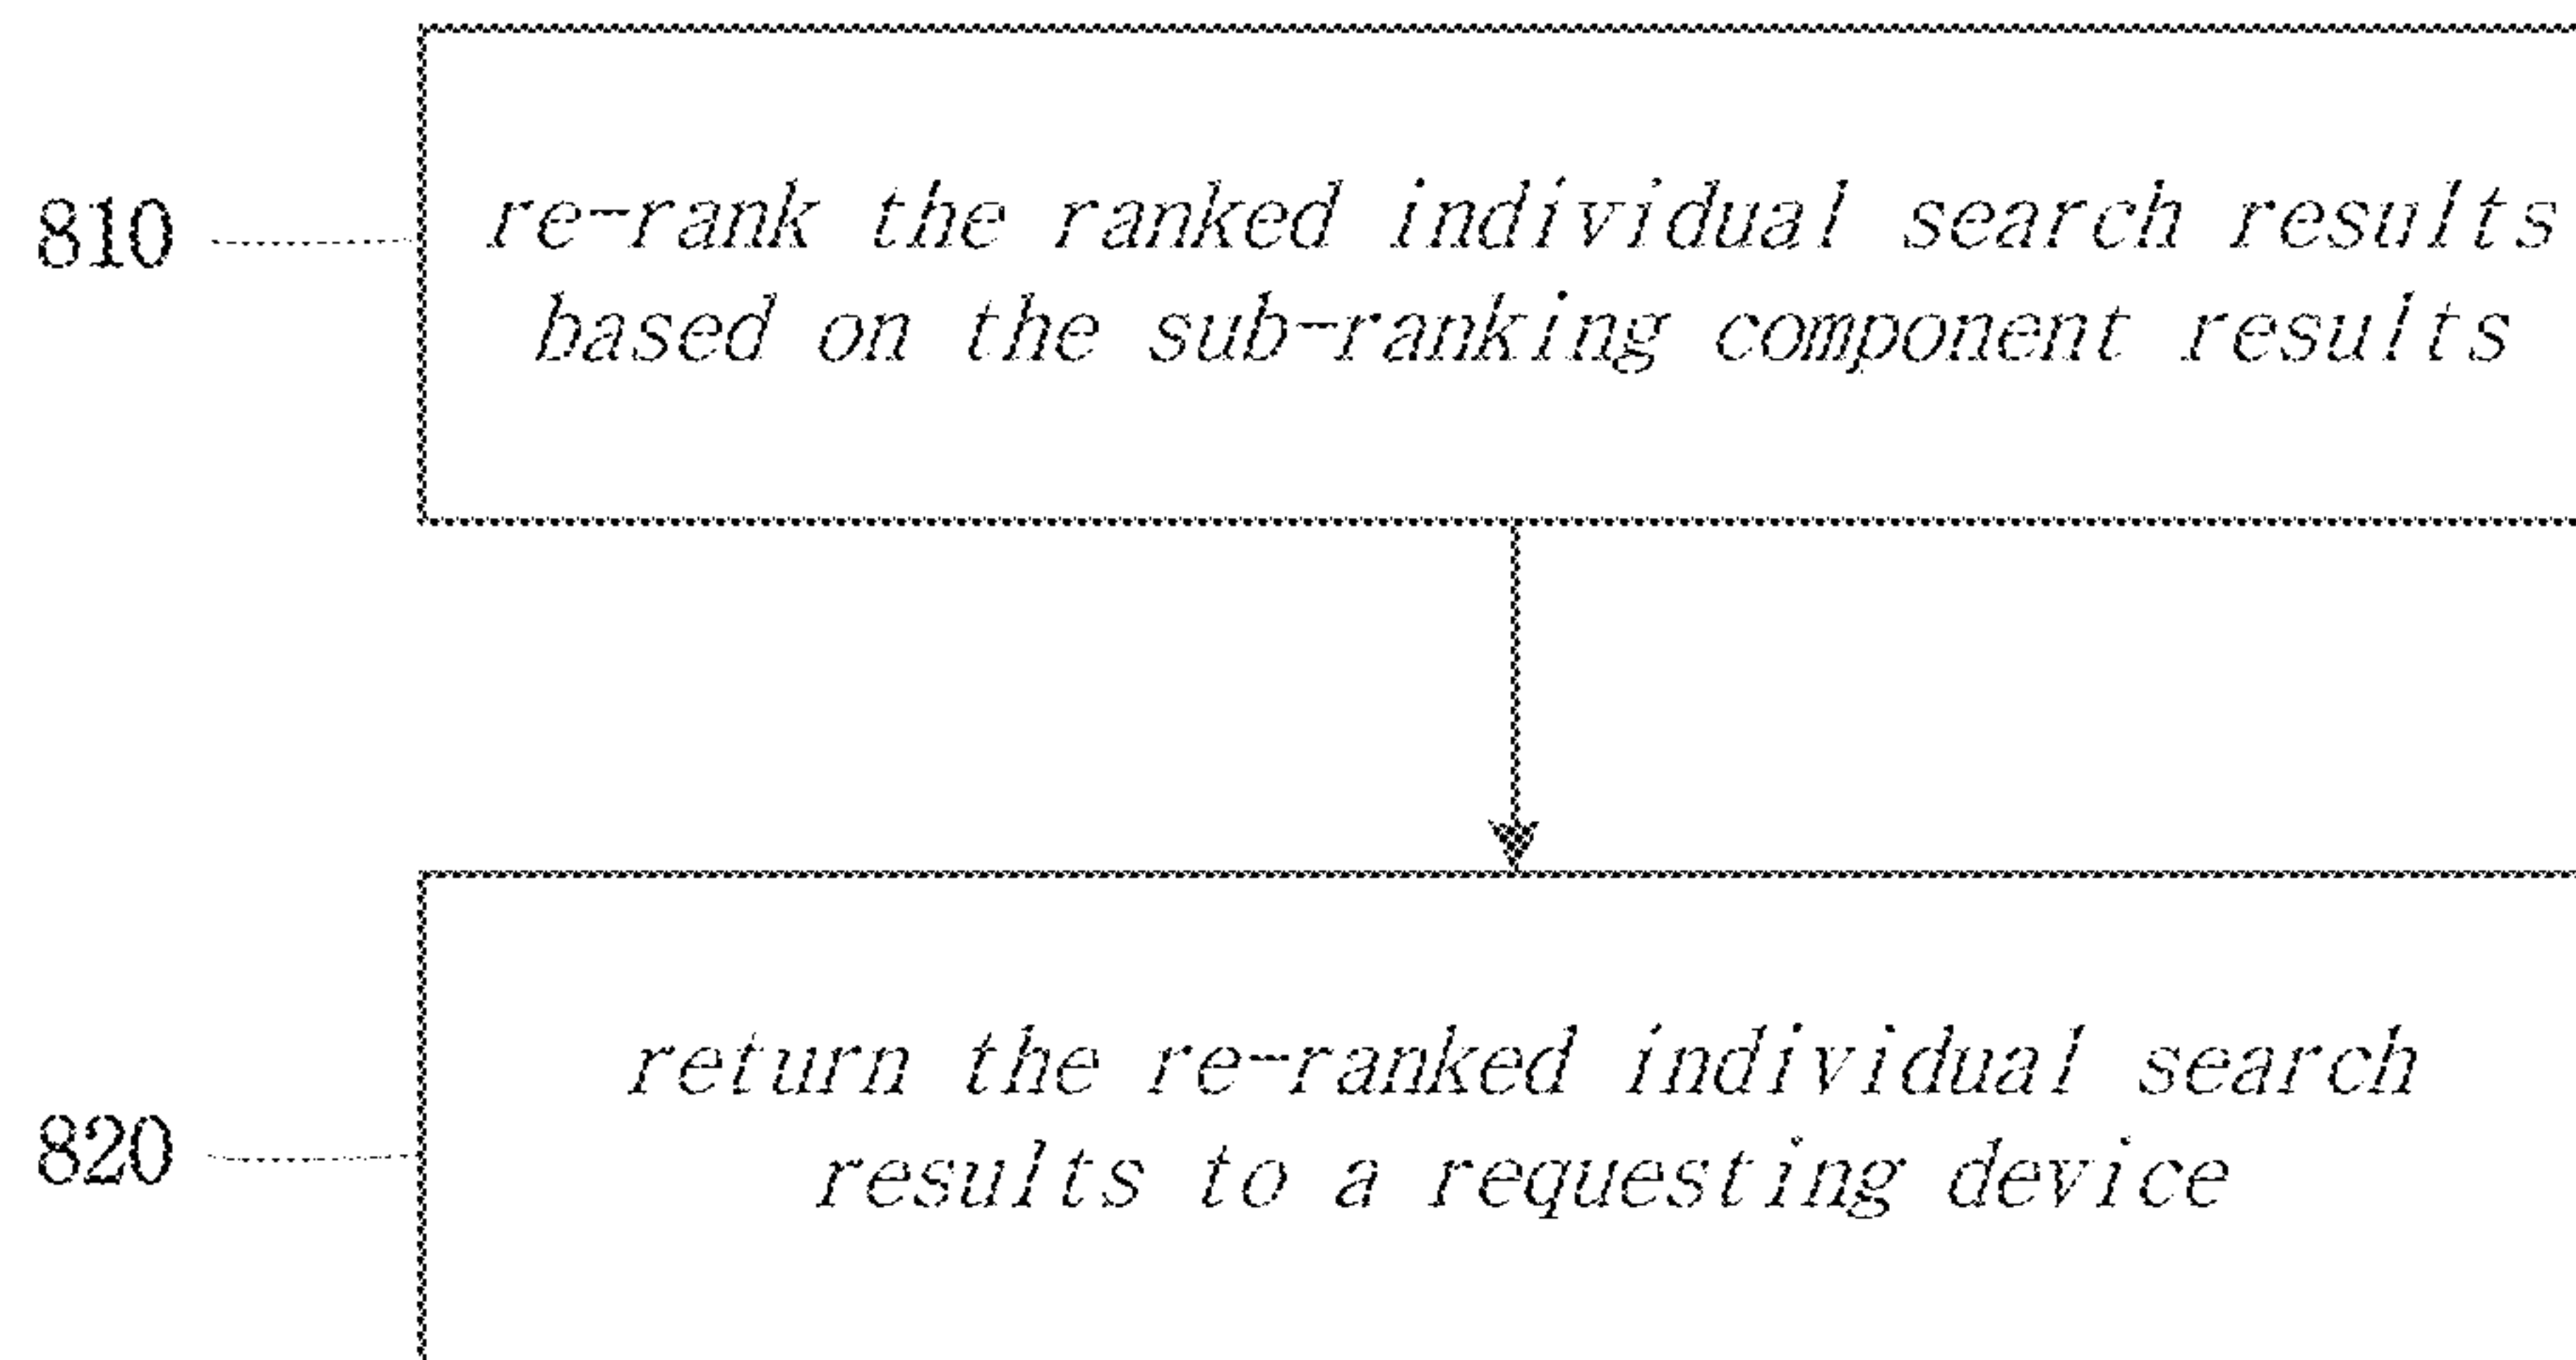 810
re-rank the ranked individual search results
based on the sub-ranking component results
820
return the re-ranked individual search
results to a requesting device